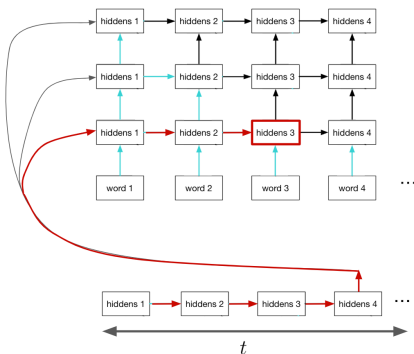 hiddens 1 hiddens 2 hiddens 3 hiddens 4
hiddens 1 hiddens 2 hiddens 3 hiddens 4
hiddens 1 hiddens 2 hiddens 3 hiddens 4
word 1 word 2 word 3 word 4 ...
hiddens 1 hiddens 2 hiddens 3 hiddens 4 ...
t